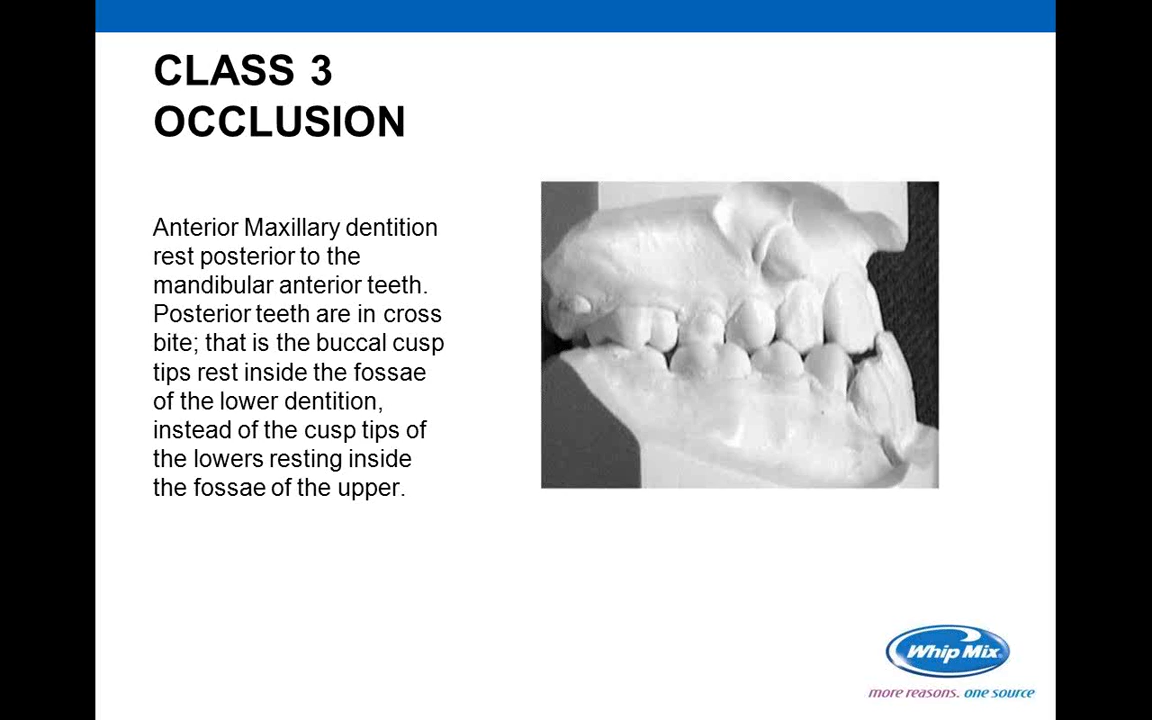 CLASS 3
OCCLUSION
Anterior Maxillary dentition
rest posterior to the
mandibular anterior teeth.
Posterior teeth are in cross
bite; that is the buccal cusp
tips rest inside the fossae
of the lower dentition,
instead of the cusp tips of
the lowers resting inside
the fossae of the upper.
Whip Mix®
more reasons. one source